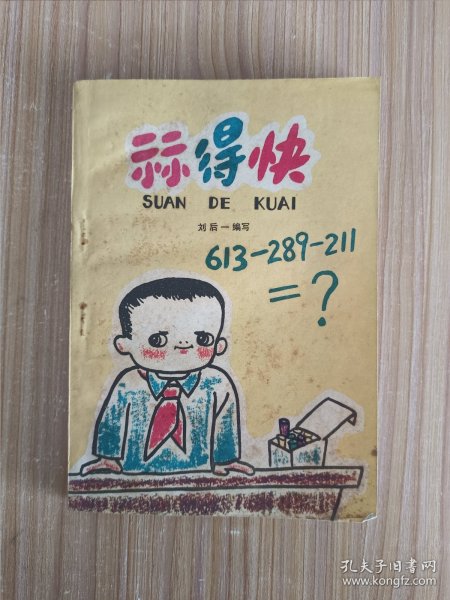 祘得快
SUAN DE KUAI
刘后一编写
613-289-211
=?
孔夫子旧书网
www.kongfz.com